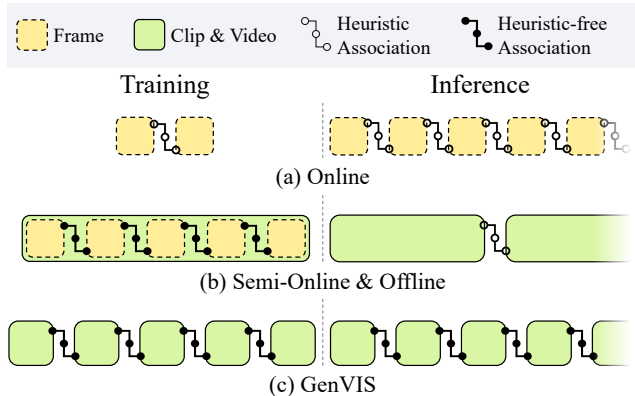 Frame
Clip & Video
Heuristic
Association
Heuristic-free
Association
Training
Inference
(a) Online
(b) Semi-Online & Offline
(c) GenVIS